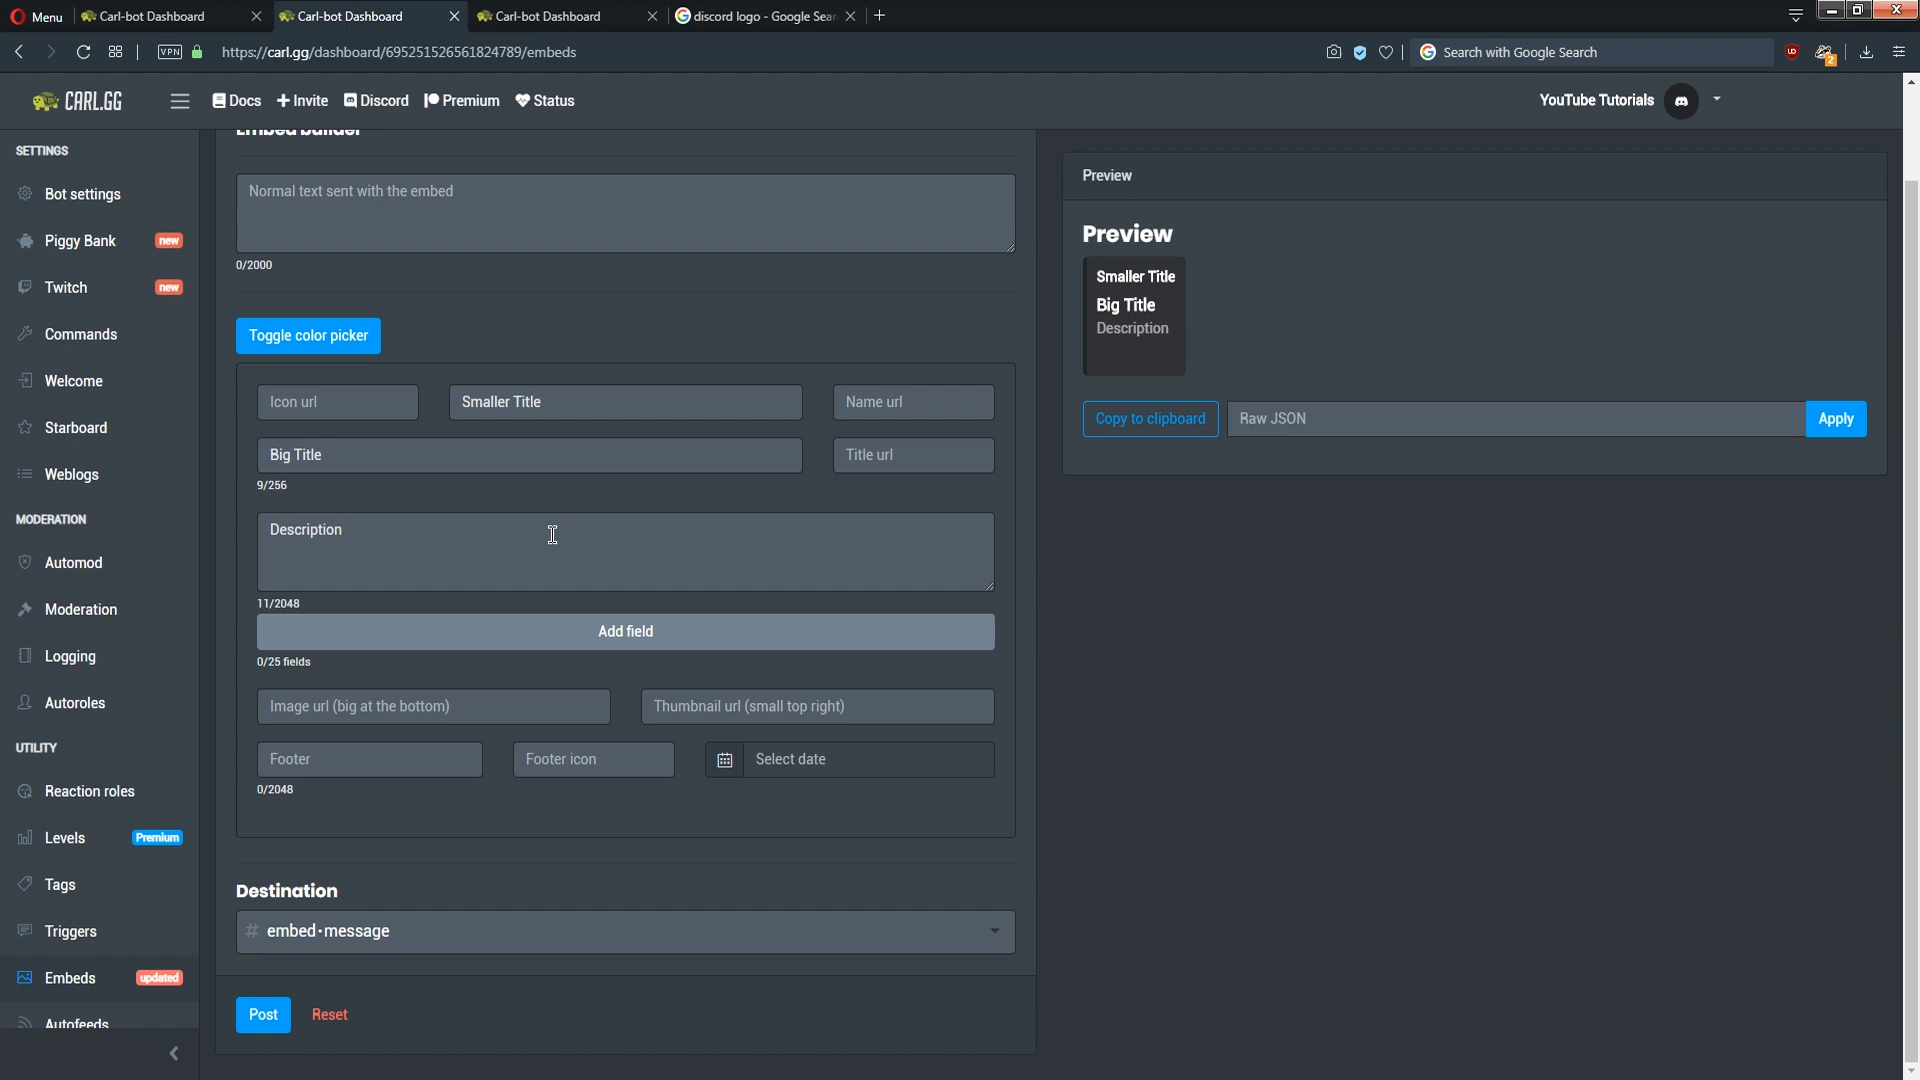 Menu
Carl-bot Dashboard
Carl-bot Dashboard
Carl-bot Dashboard
discord logo - Google Sear
VPN
https://carl.gg/dashboard/695251526561824789/embeds
Search with Google Search
2
CARL.GG
Docs
Invite
Discord
Premium
Status
YouTube Tutorials
SETTINGS
Bot settings
Piggy Bank new
Twitch new
Commands
Welcome
Starboard
Weblogs
MODERATION
Automod
Moderation
Logging
Autoroles
UTILITY
Reaction roles
Levels Premium
Tags
Triggers
Embeds updated
Autofeeds
Embed builder
Normal text sent with the embed
0/2000
Toggle color picker
Icon url
Smaller Title
Name url
Big Title
Title url
9/256
Description
11/2048
Add field
0/25 fields
Image url (big at the bottom)
Thumbnail url (small top right)
Footer
Footer icon
Select date
0/2048
Destination
# embed·message
Post
Reset
Preview
Preview
Smaller Title
Big Title
Description
Copy to clipboard
Raw JSON
Apply